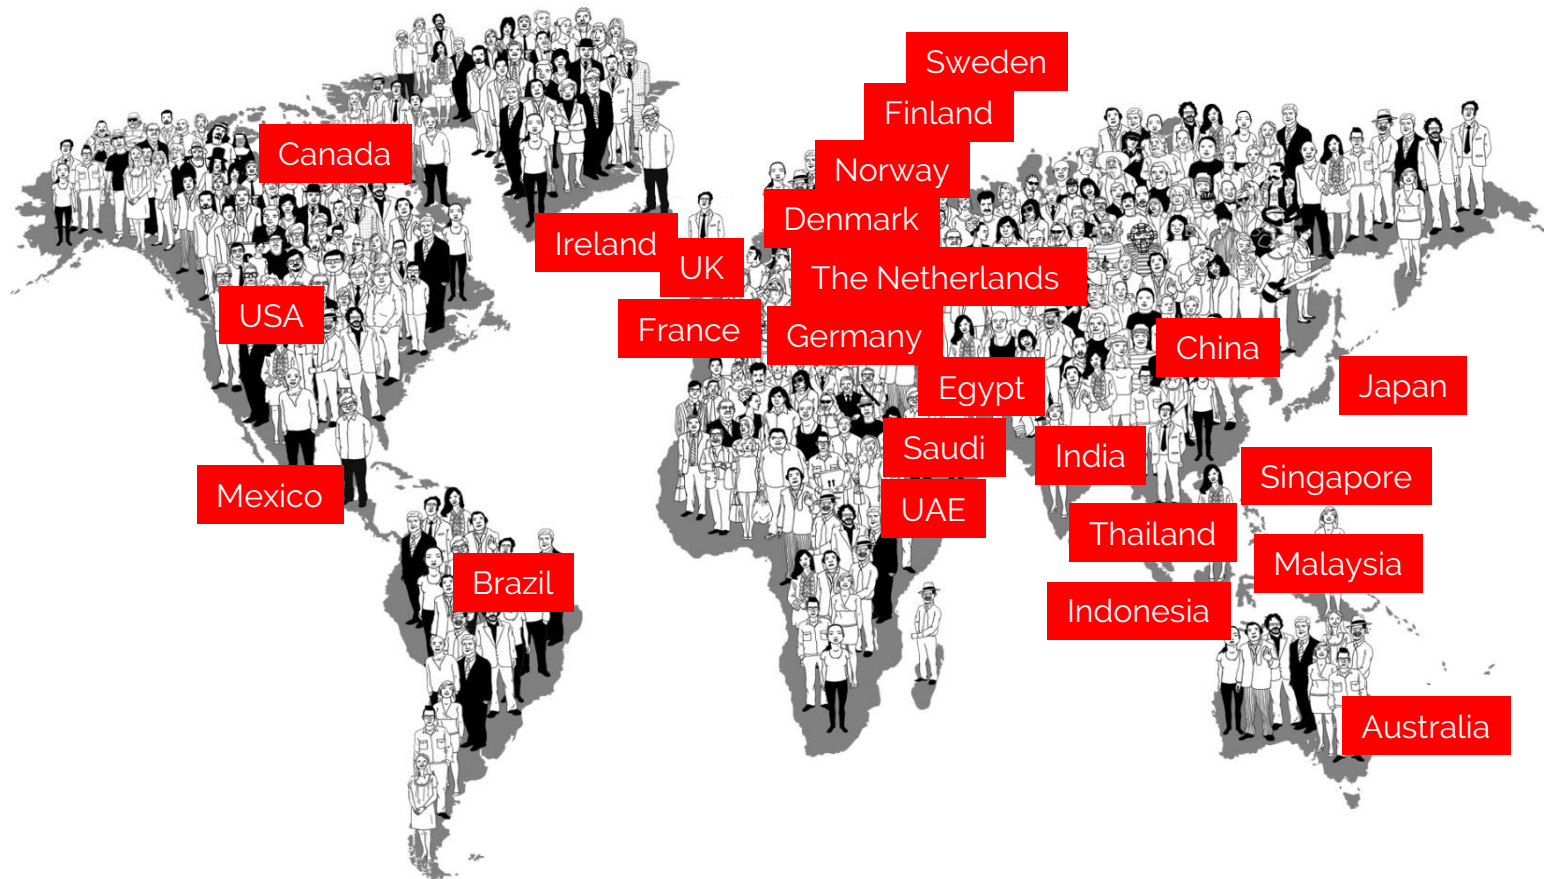 Sweden
Finland
Canada
Norway
Denmark
Ireland
UK
The Netherlands
USA
France
Germany
China
Egypt
Japan
Saudi
India
Singapore
Mexico
UAE
Thailand
Malaysia
Brazil
Indonesia
Australia